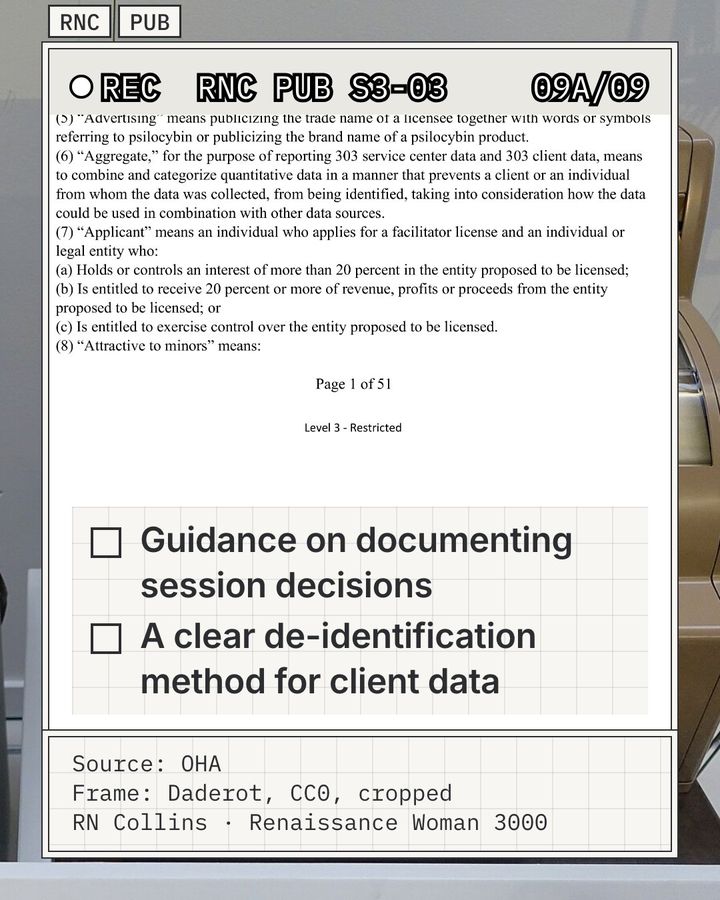 RNC PUB
REC RNC PUB S3-03 09A/09
(5) “Advertising” means publicizing the trade name of a licensee together with words or symbols
referring to psilocybin or publicizing the brand name of a psilocybin product.
(6) “Aggregate,” for the purpose of reporting 303 service center data and 303 client data, means
to combine and categorize quantitative data in a manner that prevents a client or an individual
from whom the data was collected, from being identified, taking into consideration how the data
could be used in combination with other data sources.
(7) “Applicant” means an individual who applies for a facilitator license and an individual or
legal entity who:
(a) Holds or controls an interest of more than 20 percent in the entity proposed to be licensed;
(b) Is entitled to receive 20 percent or more of revenue, profits or proceeds from the entity
proposed to be licensed; or
(c) Is entitled to exercise control over the entity proposed to be licensed.
(8) “Attractive to minors” means:
Page 1 of 51
Level 3 - Restricted
Guidance on documenting
session decisions
A clear de-identification
method for client data
Source: OHA
Frame: Daderot, CC0, cropped
RN Collins · Renaissance Woman 3000